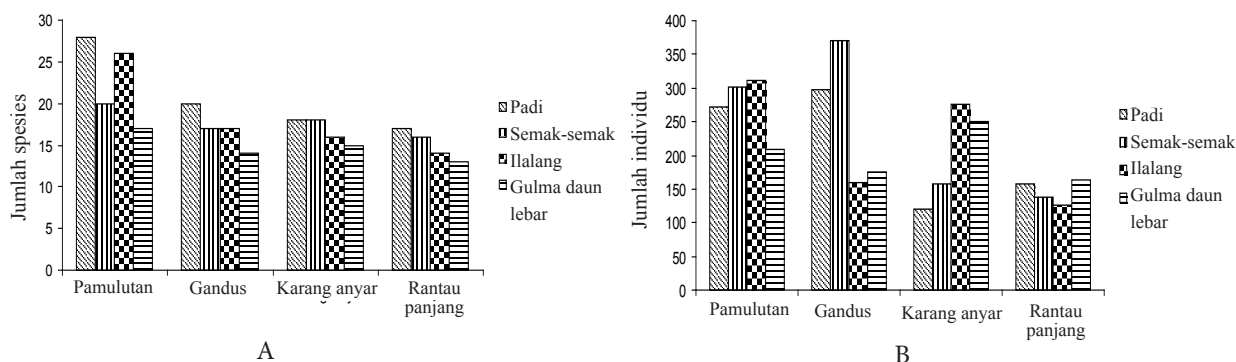 Jumlah spesies
30
25
20
15
10
5
0
Pamulutan
Gandus
Karang anyar
Rantau
panjang
Padi
Semak-semak
Ilalang
Gulma daun
lebar
A
Jumlah individu
400
350
300
250
200
150
100
50
0
Pamulutan
Gandus
Karang anyar
Rantau
panjang
Padi
Semak-semak
Ilalang
Gulma daun
lebar
B